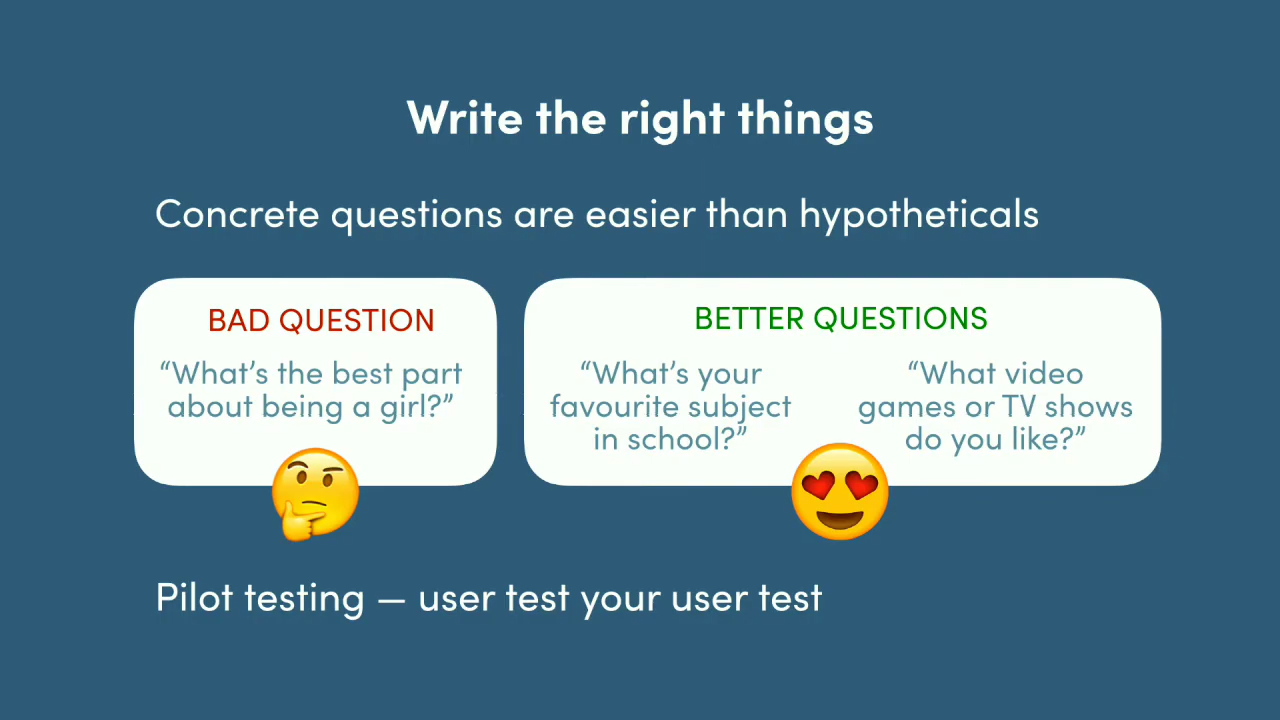 Write the right things
Concrete questions are easier than hypotheticals
BAD QUESTION
“What’s the best part
about being a girl?”
BETTER QUESTIONS
“What’s your
favourite subject
in school?”
“What video
games or TV shows
do you like?”
Pilot testing — user test your user test